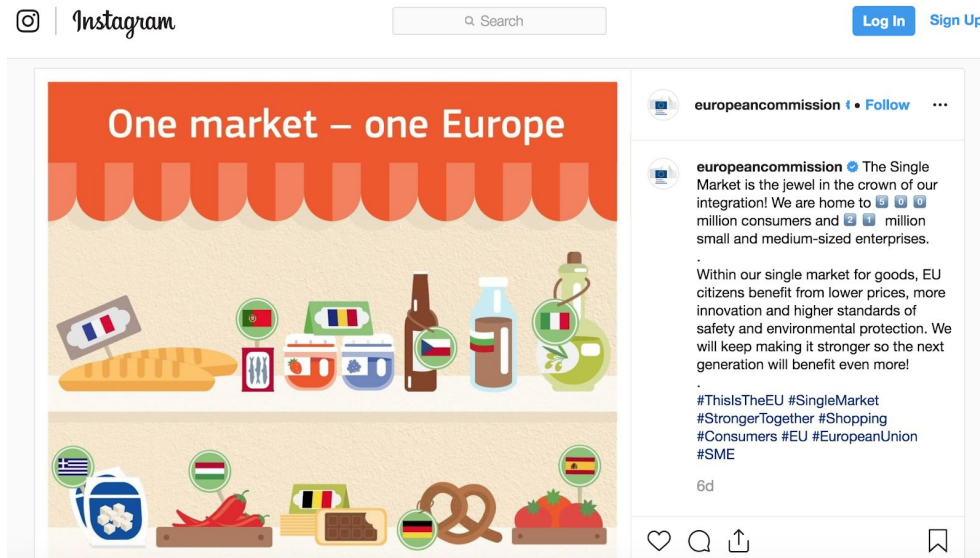 Instagram
Search
Log In
Sign Up
One market – one Europe
europeancommission • Follow
europeancommission The Single
Market is the jewel in the crown of our
integration! We are home to 5 0 0
million consumers and 2 1 million
small and medium-sized enterprises.
.
Within our single market for goods, EU
citizens benefit from lower prices, more
innovation and higher standards of
safety and environmental protection. We
will keep making it stronger so the next
generation will benefit even more!
.
#ThisIsTheEU #SingleMarket
#StrongerTogether #Shopping
#Consumers #EU #EuropeanUnion
#SME
6d